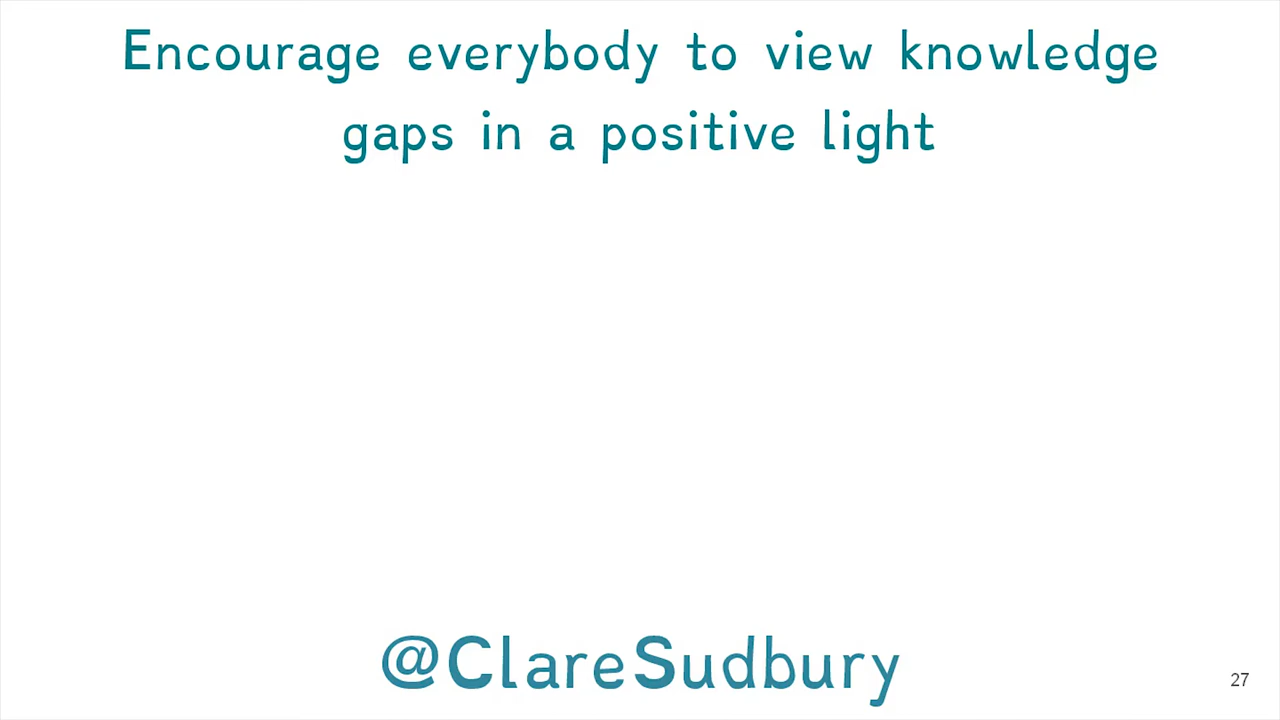 Encourage everybody to view knowledge
gaps in a positive light
@ClareSudbury
27